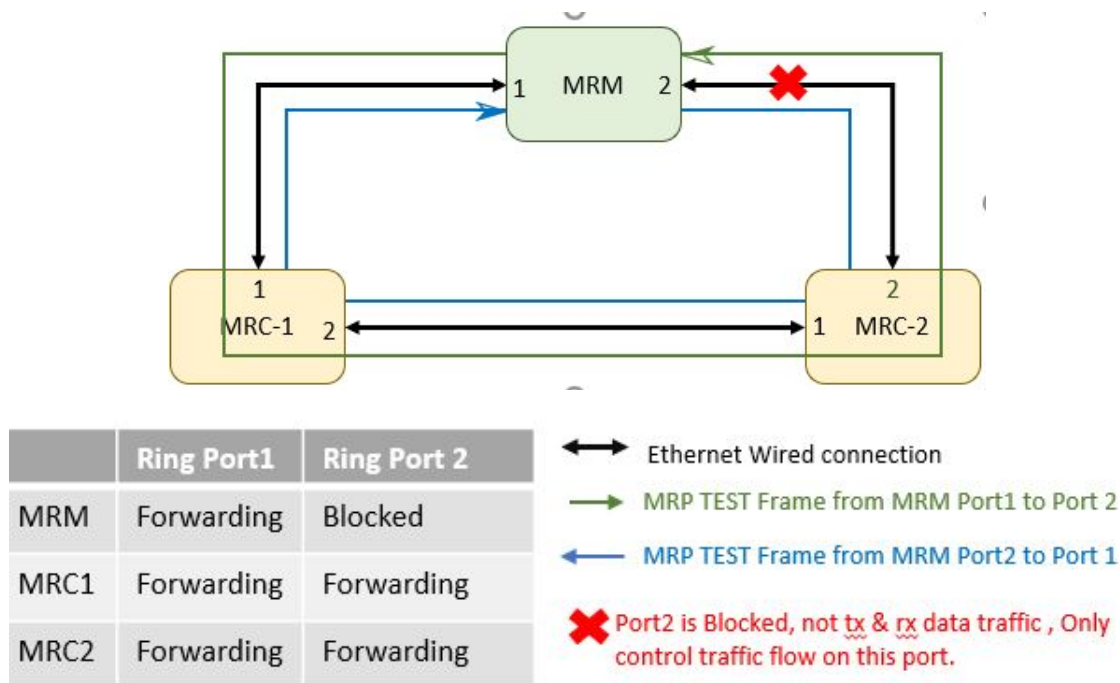 1 MRM 2
1 2
MRC-1 2 1 MRC-2
Ring Port1 Ring Port 2
MRM Forwarding Blocked
MRC1 Forwarding Forwarding
MRC2 Forwarding Forwarding
Ethernet Wired connection
MRP TEST Frame from MRM Port1 to Port 2
MRP TEST Frame from MRM Port2 to Port 1
Port2 is Blocked, not tx & rx data traffic , Only
control traffic flow on this port.